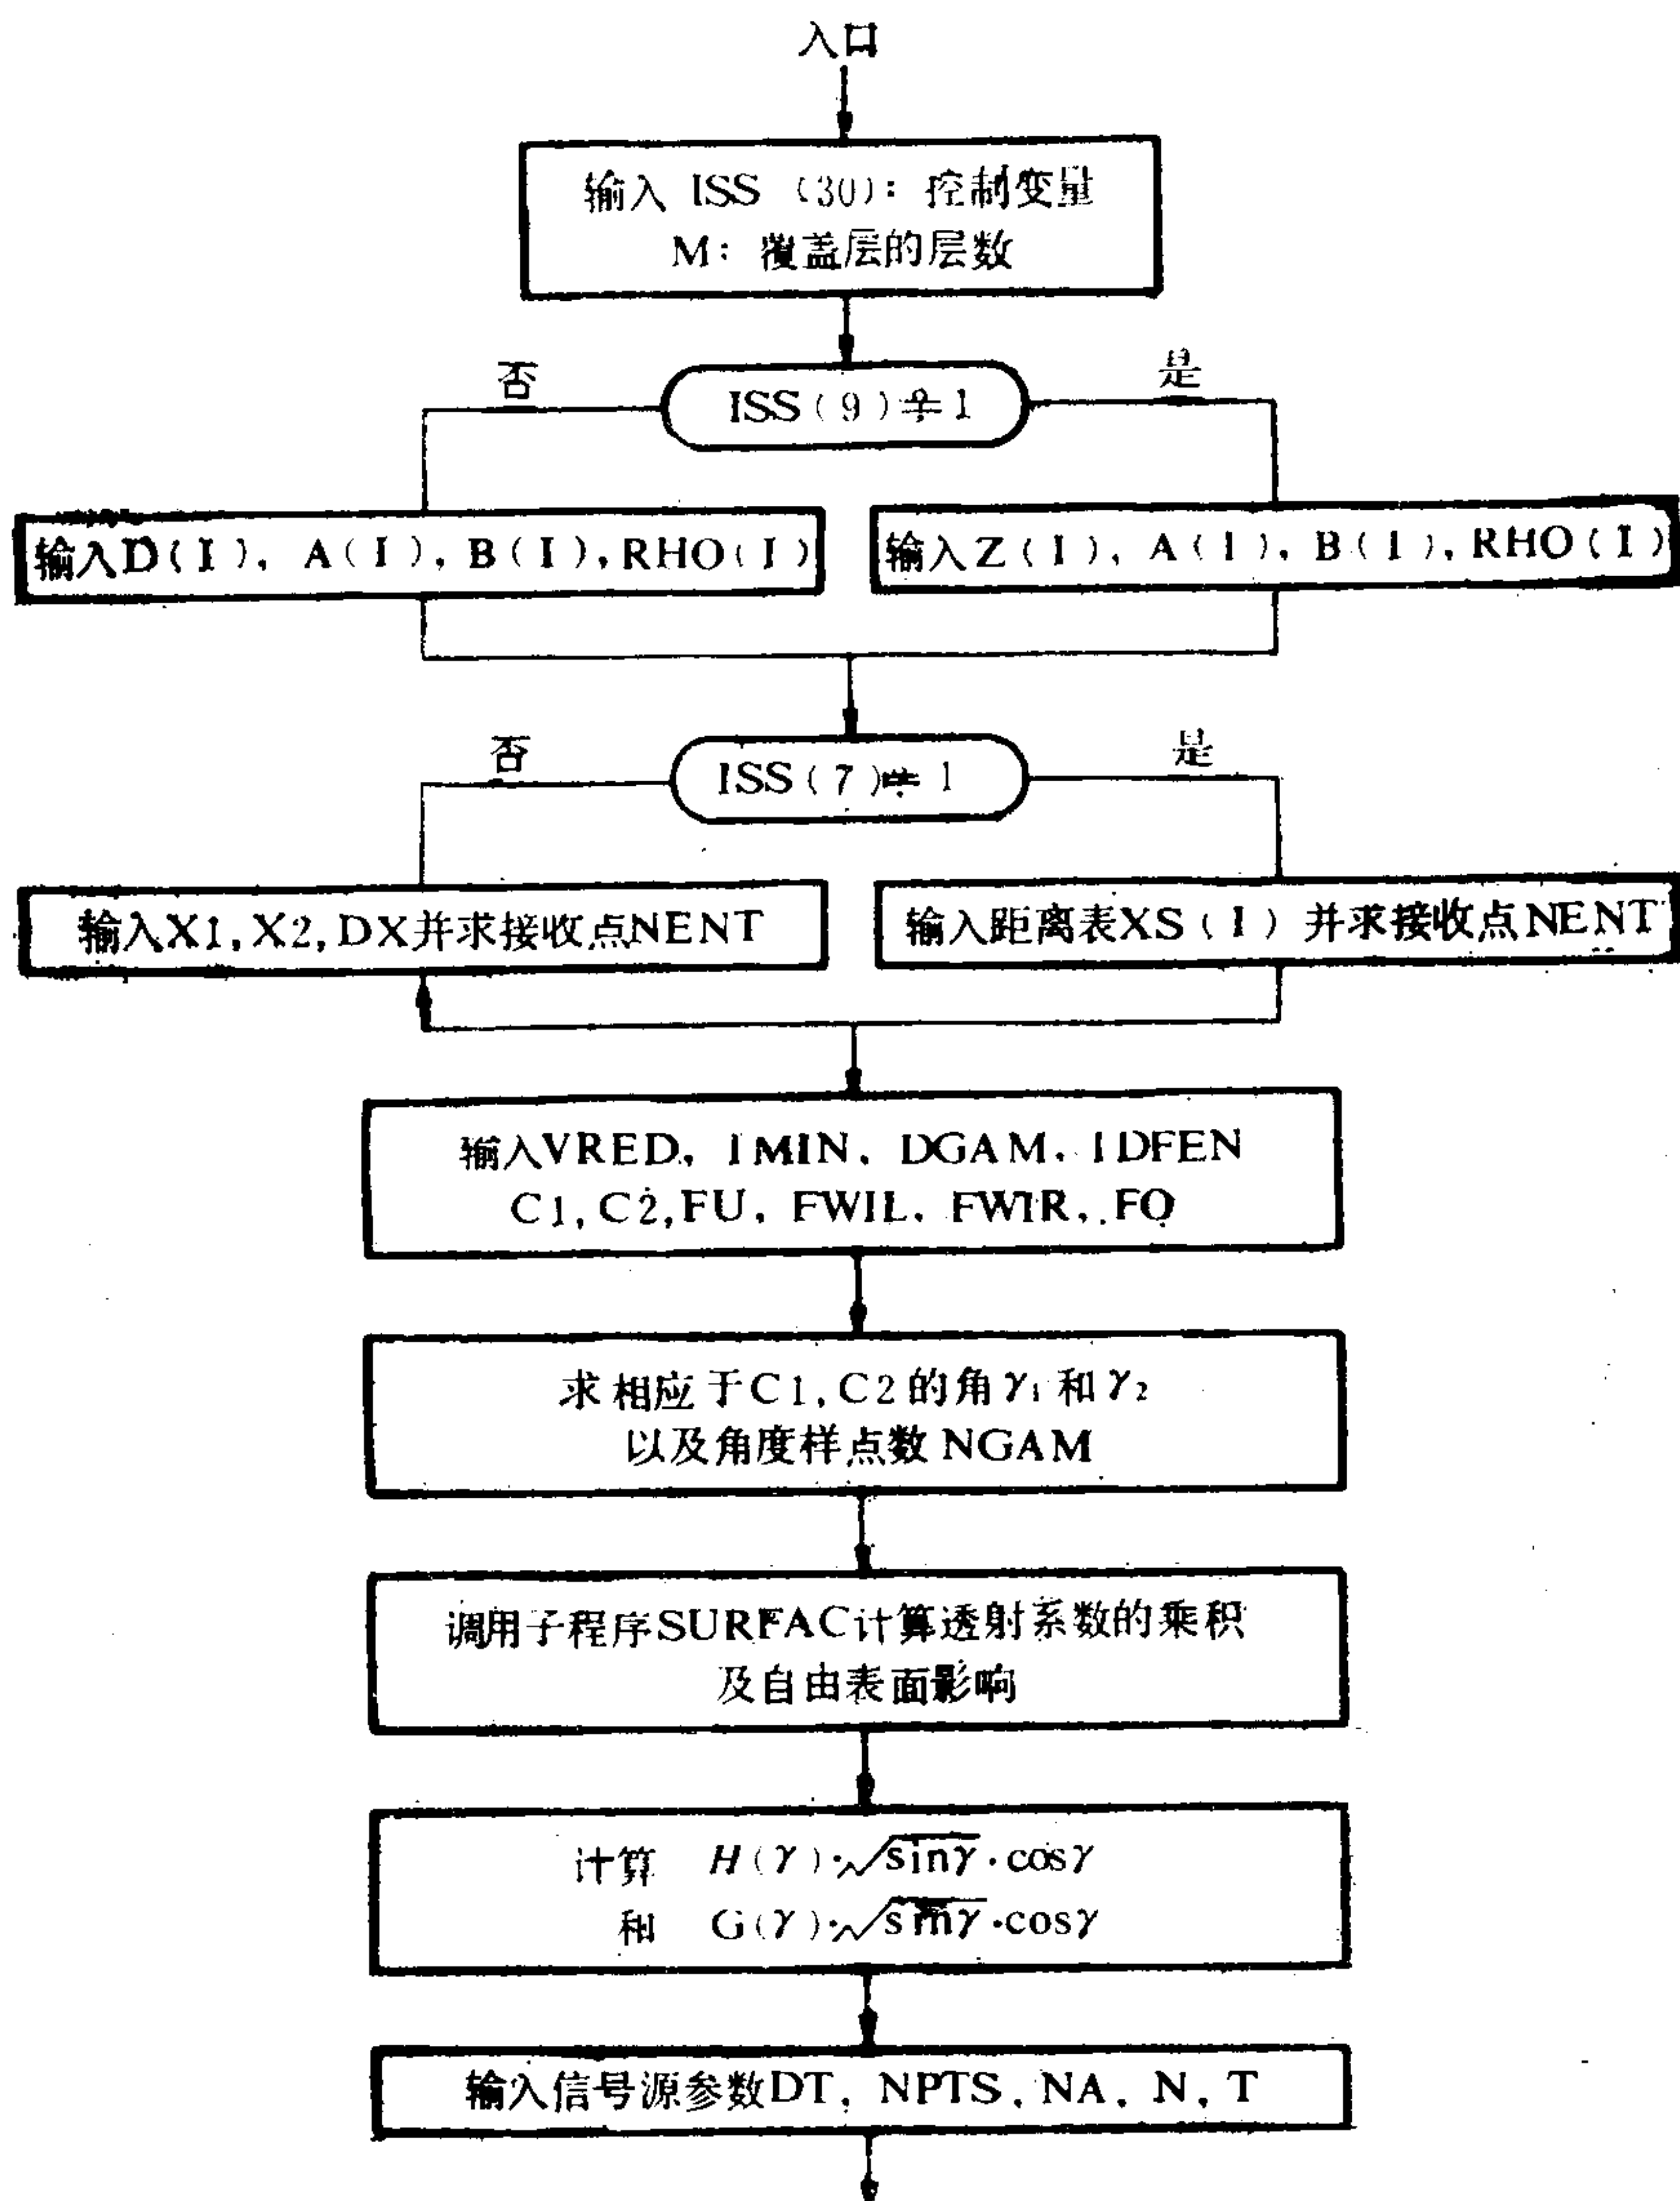 入口
输入 ISS (30): 控制变量
M: 覆盖层的层数
否
ISS(9)≠1
是
输入D(I), A(I), B(I), RHO(I)
输入Z(I), A(I), B(I), RHO(I)
否
ISS(7)≠1
是
输入X1, X2, DX并求接收点NENT
输入距离表XS(I)并求接收点NENT
输入VRED, IMIN, DGAM, IDFEN
C1, C2, FU, FWIL, FWIR, FO
求相应于C1, C2的角γ₁和γ₂
以及角度样点数NGAM
调用子程序SURFAC计算透射系数的乘积
及自由表面影响
计算 H(γ)·√sinγ·cosγ
和 G(γ)·√sinγ·cosγ
输入信号源参数DT, NPTS, NA, N, T